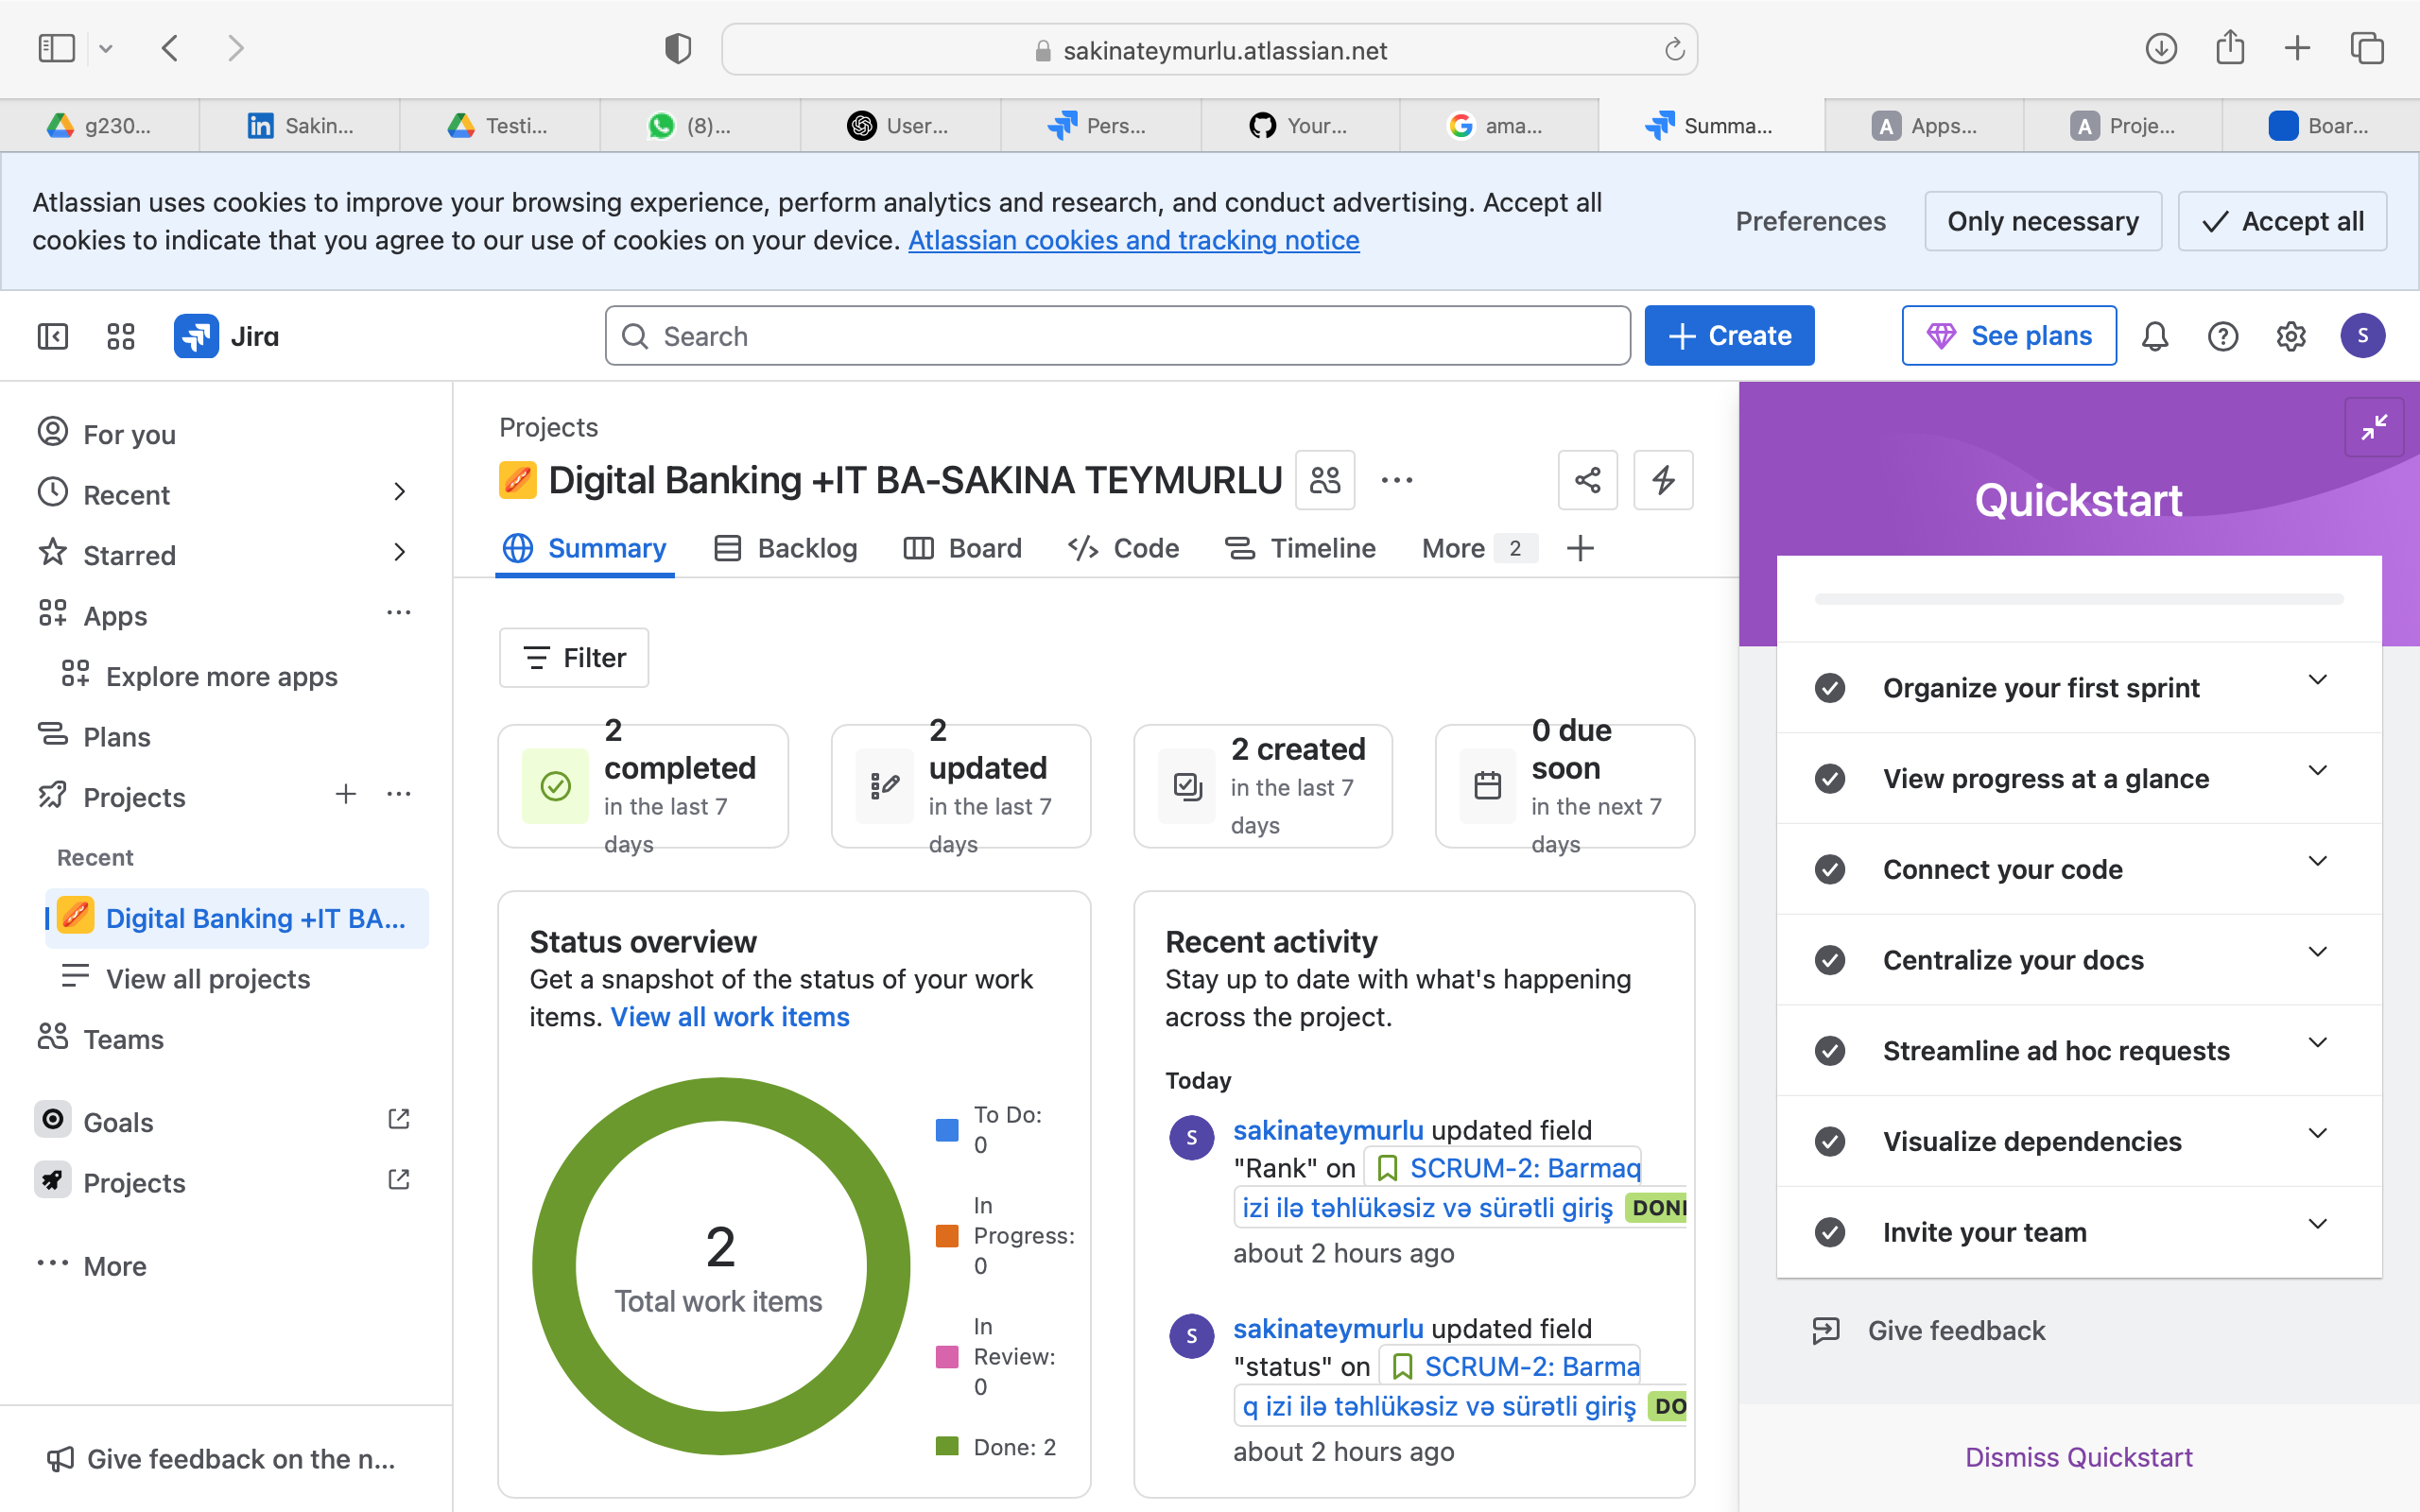 sakinateymurlu.atlassian.net
g230...
Sakin...
Testi...
(8)...
User...
Pers...
Your...
ama...
Summa...
A Apps...
A Proje...
Boar...
Atlassian uses cookies to improve your browsing experience, perform analytics and research, and conduct advertising. Accept all
cookies to indicate that you agree to our use of cookies on your device. Atlassian cookies and tracking notice
Preferences
Only necessary
Accept all
Jira
Search
Create
See plans
S
For you
Recent
Starred
Apps
Explore more apps
Plans
Projects
Recent
Digital Banking +IT BA...
View all projects
Teams
Goals
Projects
More
Give feedback on the n...
Projects
Digital Banking +IT BA-SAKINA TEYMURLU
Summary
Backlog
Board
Code
Timeline
More 2
Filter
2
completed
in the last 7
days
2
updated
in the last 7
days
2 created
in the last 7
days
0 due
soon
in the next 7
days
Status overview
Get a snapshot of the status of your work
items. View all work items
2
Total work items
To Do:
0
In
Progress:
0
In
Review:
0
Done: 2
Recent activity
Stay up to date with what's happening
across the project.
Today
S
sakinateymurlu updated field
"Rank" on SCRUM-2: Barmaq
izi ilə təhlükəsiz və sürətli giriş DONE
about 2 hours ago
S
sakinateymurlu updated field
"status" on SCRUM-2: Barma
q izi ilə təhlükəsiz və sürətli giriş DO
about 2 hours ago
Quickstart
Organize your first sprint
View progress at a glance
Connect your code
Centralize your docs
Streamline ad hoc requests
Visualize dependencies
Invite your team
Give feedback
Dismiss Quickstart